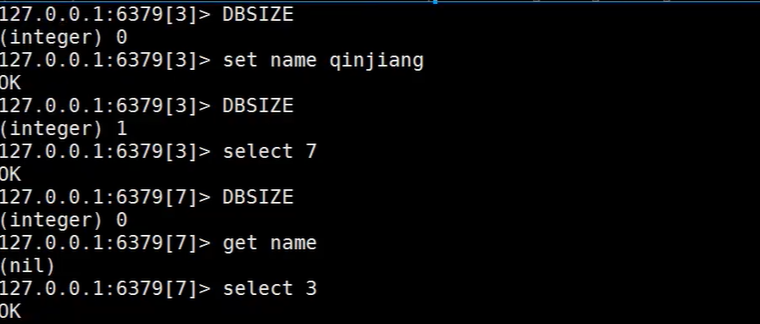 127.0.0.1:6379[3]> DBSIZE
(integer) 0
127.0.0.1:6379[3]> set name qinjiang
OK
127.0.0.1:6379[3]> DBSIZE
(integer) 1
127.0.0.1:6379[3]> select 7
OK
127.0.0.1:6379[7]> DBSIZE
(integer) 0
127.0.0.1:6379[7]> get name
(nil)
127.0.0.1:6379[7]> select 3
OK